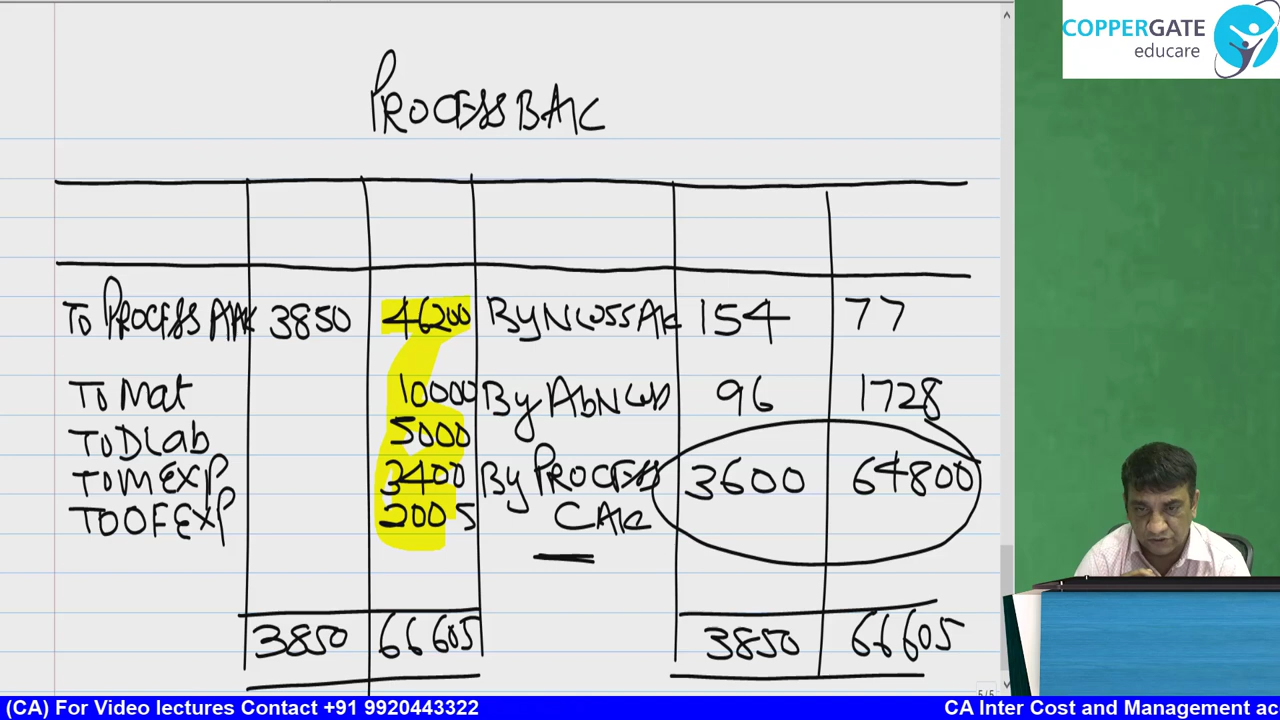 COPPERGATE
educare
PROCESS B A/C
To PROCESS A A/C 3850 46200 By N Loss A/c 154 77
To Mat 10000 By AbN Loss 96 1728
To D Lab 5000
To M EXP 3400 By PROCESS 3600 64800
TO OF EXP 2005 C A/c
3850 66605 3850 66605
5/5
(CA) For Video lectures Contact +91 9920443322 CA Inter Cost and Management ac